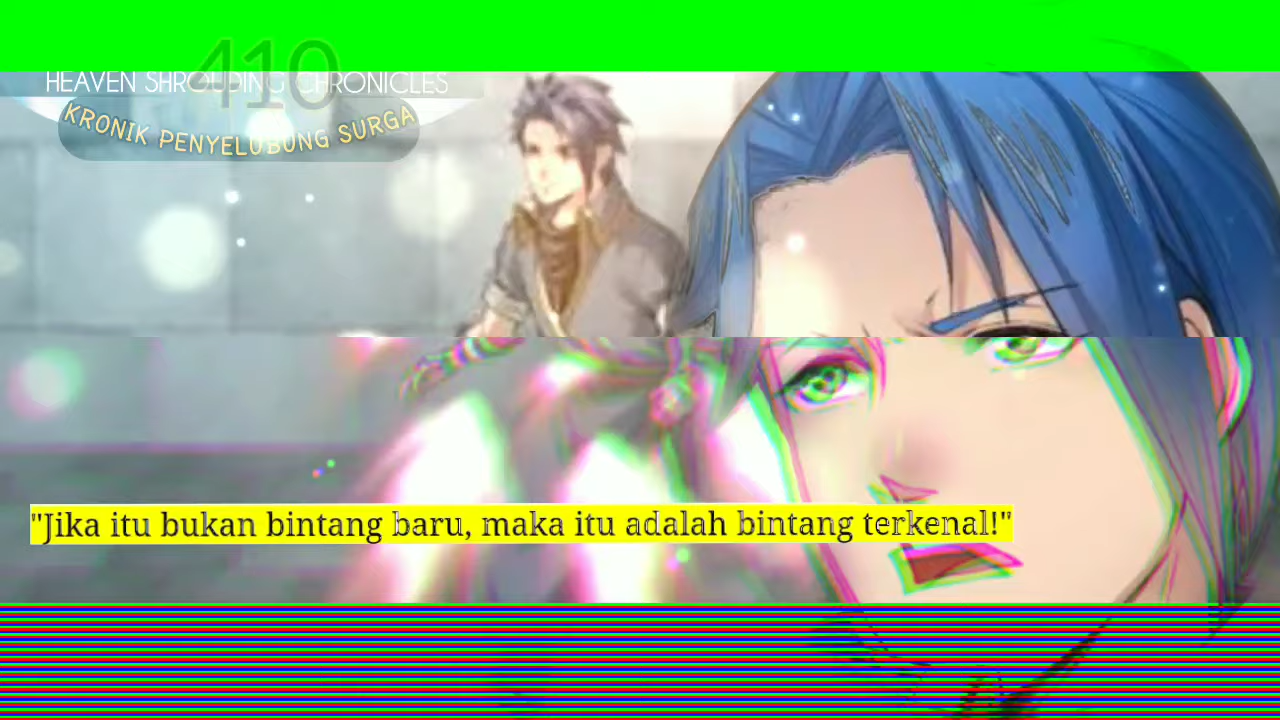 410
HEAVEN SHROUDING CHRONICLES
KRONIK PENYELUBUNG SURGA
"Jika itu bukan bintang baru, maka itu adalah bintang terkenal!"